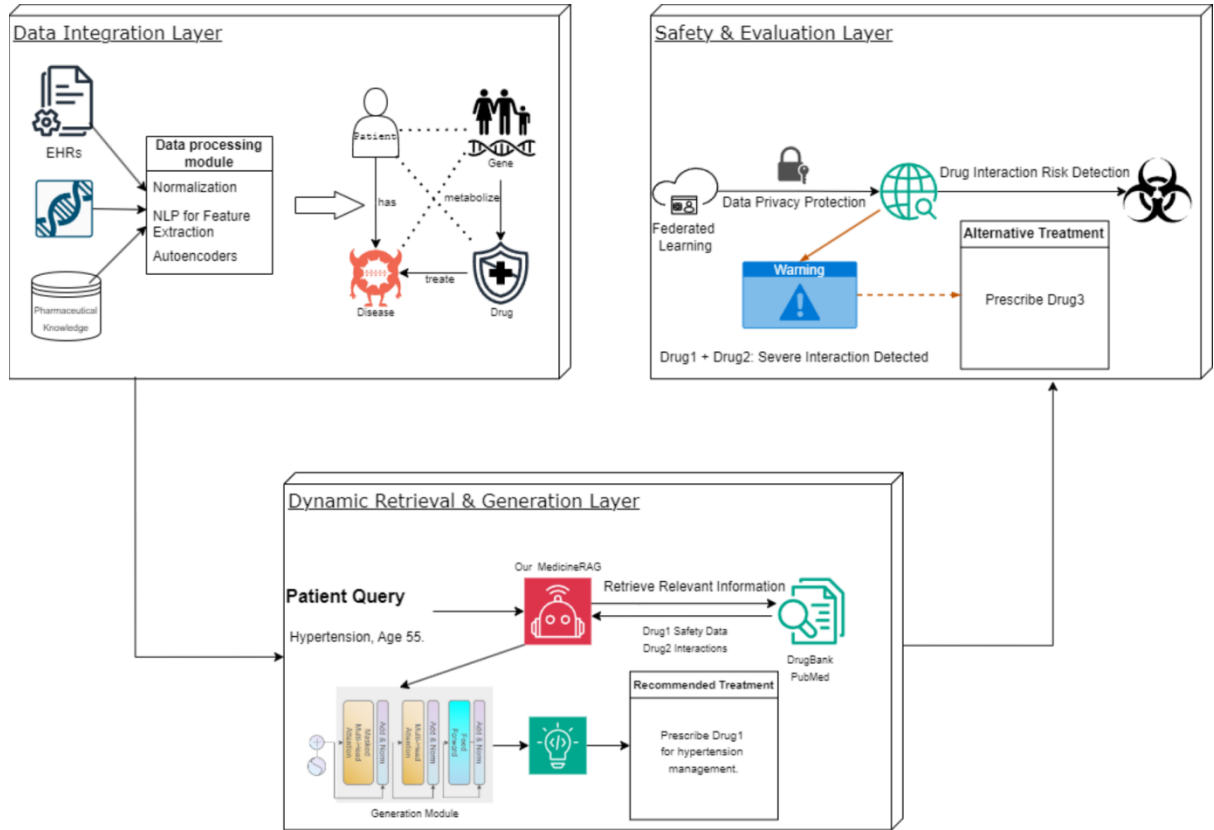 Data Integration Layer
EHRs
Pharmaceutical
Knowledge
Data processing
module
Normalization
NLP for Feature
Extraction
Autoencoders
Patient
has
Disease
Gene
metabolize
treate
Drug
Safety & Evaluation Layer
Federated
Learning
Data Privacy Protection
Drug Interaction Risk Detection
Warning
Alternative Treatment
Prescribe Drug3
Drug1 + Drug2: Severe Interaction Detected
Dynamic Retrieval & Generation Layer
Patient Query
Hypertension, Age 55.
Our MedicineRAG
Retrieve Relevant Information
Drug1 Safety Data
Drug2 Interactions
DrugBank
PubMed
Masked
Multi-Head
Attention
Add & Norm
Multi-Head
Attention
Add & Norm
Feed
Forward
Add & Norm
Generation Module
Recommended Treatment
Prescribe Drug1
for hypertension
management.